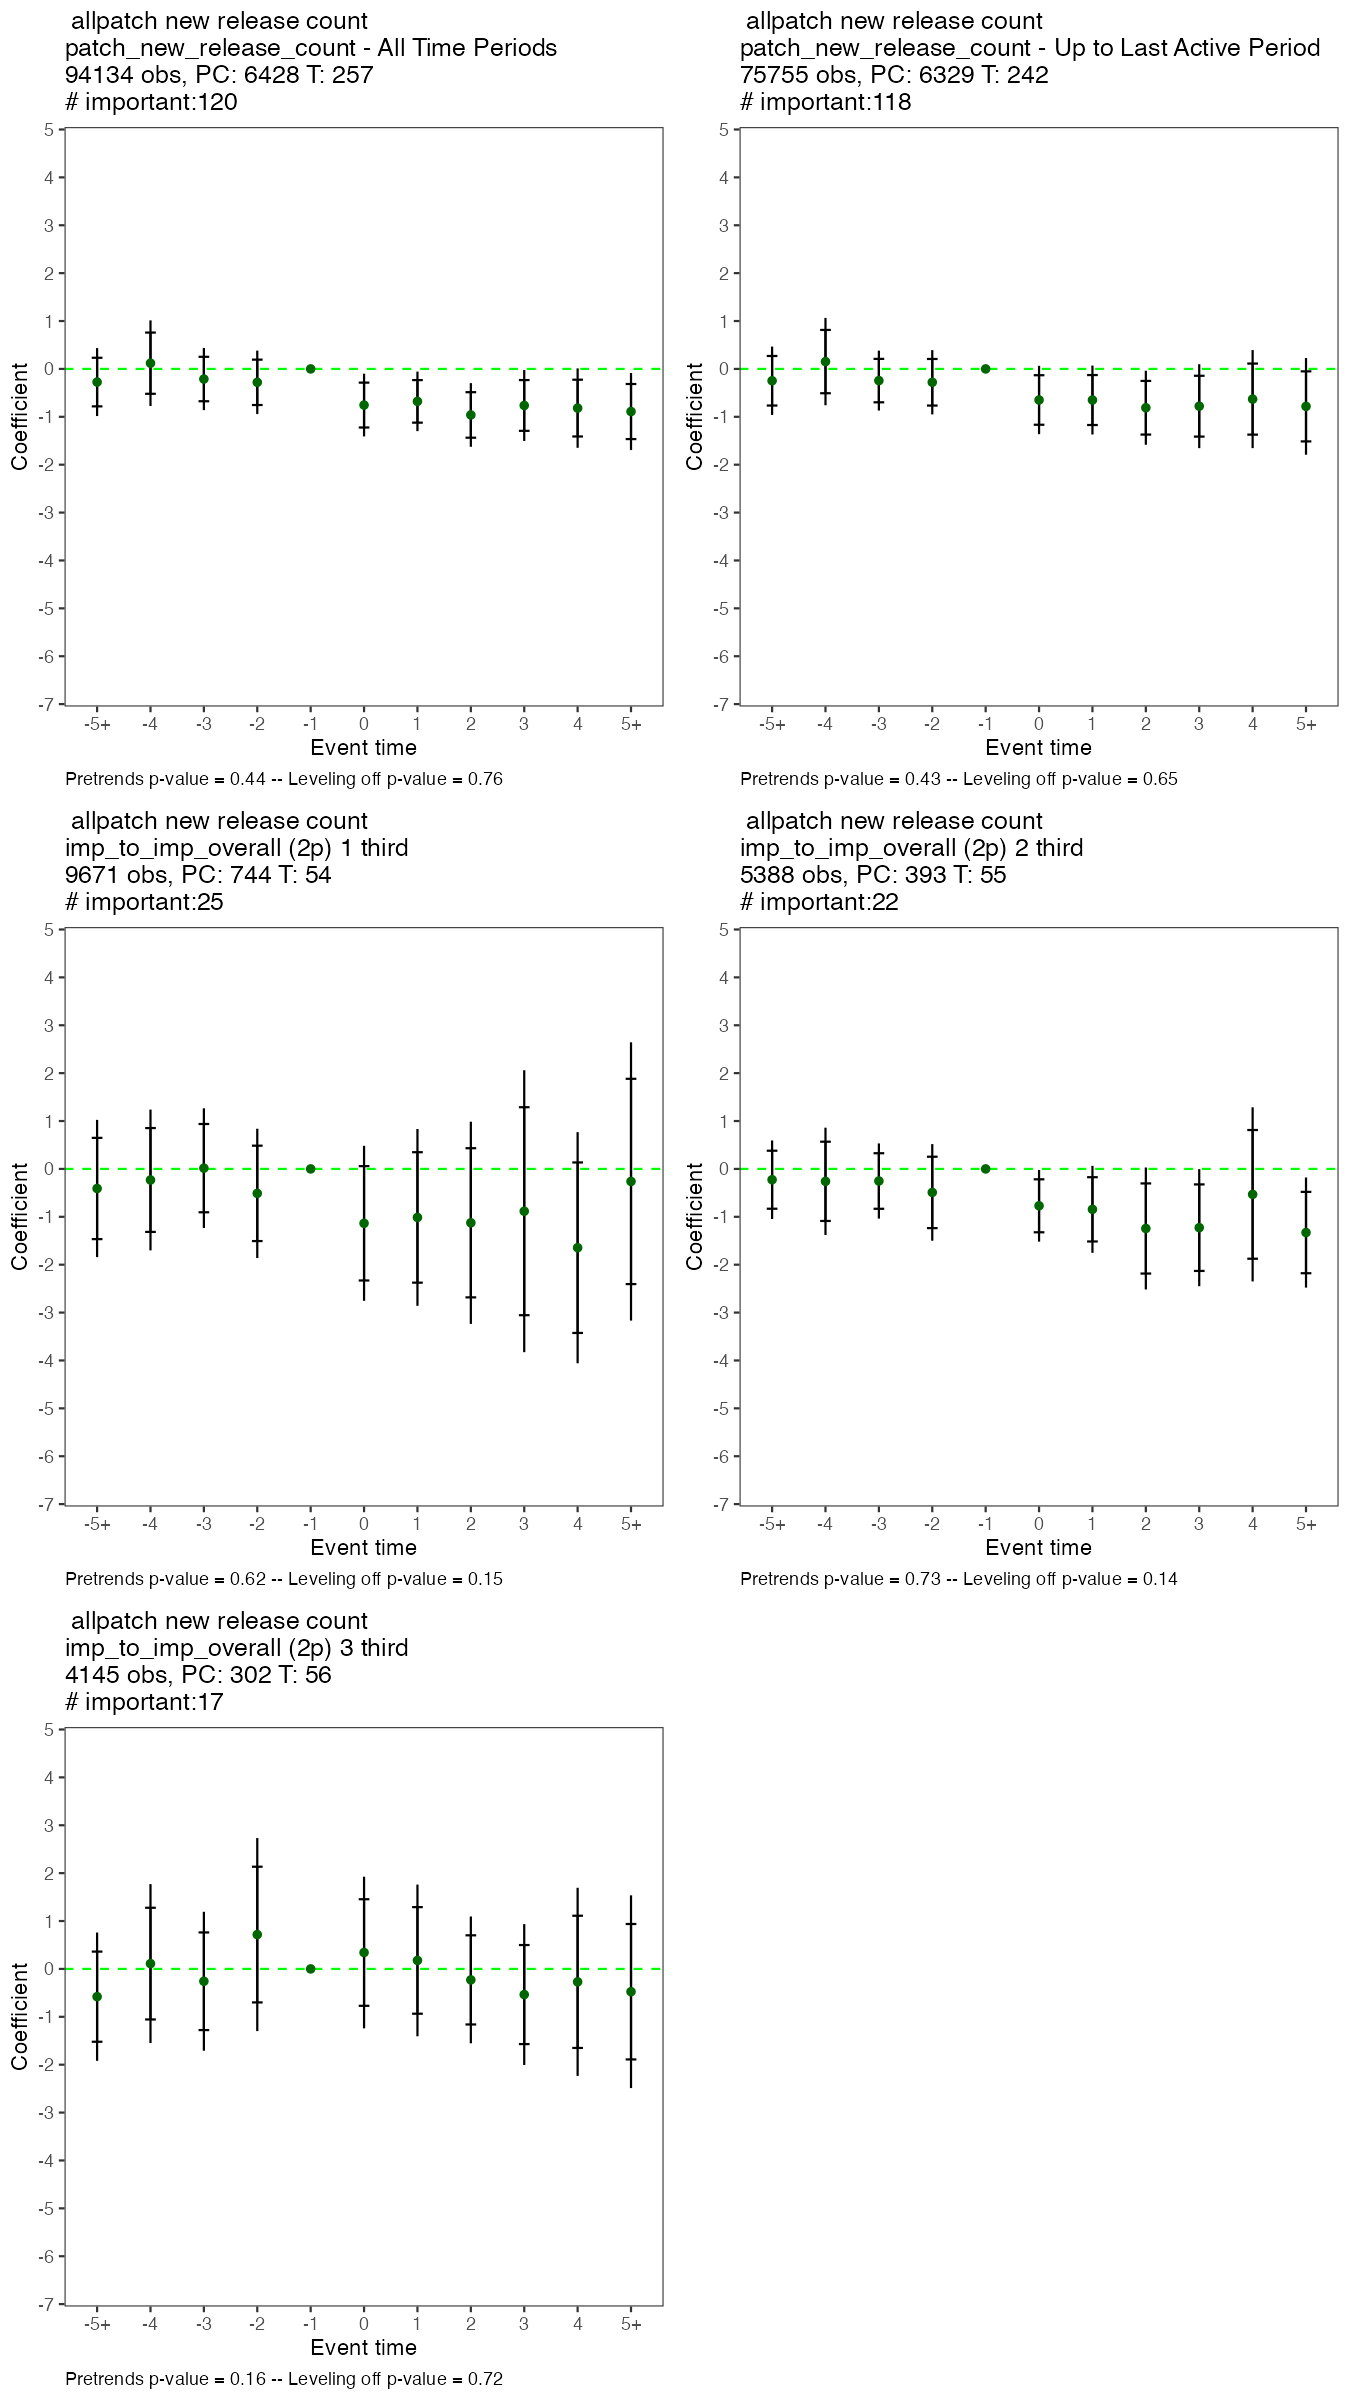 allpatch new release count
patch_new_release_count - All Time Periods
94134 obs, PC: 6428 T: 257
# important:120
5
4
3
2
1
0
-1
-2
-3
-4
-5
-6
-7
Coefficient
-5+ -4 -3 -2 -1 0 1 2 3 4 5+
Event time
Pretrends p-value = 0.44 -- Leveling off p-value = 0.76
allpatch new release count
patch_new_release_count - Up to Last Active Period
75755 obs, PC: 6329 T: 242
# important:118
5
4
3
2
1
0
-1
-2
-3
-4
-5
-6
-7
Coefficient
-5+ -4 -3 -2 -1 0 1 2 3 4 5+
Event time
Pretrends p-value = 0.43 -- Leveling off p-value = 0.65
allpatch new release count
imp_to_imp_overall (2p) 1 third
9671 obs, PC: 744 T: 54
# important:25
5
4
3
2
1
0
-1
-2
-3
-4
-5
-6
-7
Coefficient
-5+ -4 -3 -2 -1 0 1 2 3 4 5+
Event time
Pretrends p-value = 0.62 -- Leveling off p-value = 0.15
allpatch new release count
imp_to_imp_overall (2p) 2 third
5388 obs, PC: 393 T: 55
# important:22
5
4
3
2
1
0
-1
-2
-3
-4
-5
-6
-7
Coefficient
-5+ -4 -3 -2 -1 0 1 2 3 4 5+
Event time
Pretrends p-value = 0.73 -- Leveling off p-value = 0.14
allpatch new release count
imp_to_imp_overall (2p) 3 third
4145 obs, PC: 302 T: 56
# important:17
5
4
3
2
1
0
-1
-2
-3
-4
-5
-6
-7
Coefficient
-5+ -4 -3 -2 -1 0 1 2 3 4 5+
Event time
Pretrends p-value = 0.16 -- Leveling off p-value = 0.72